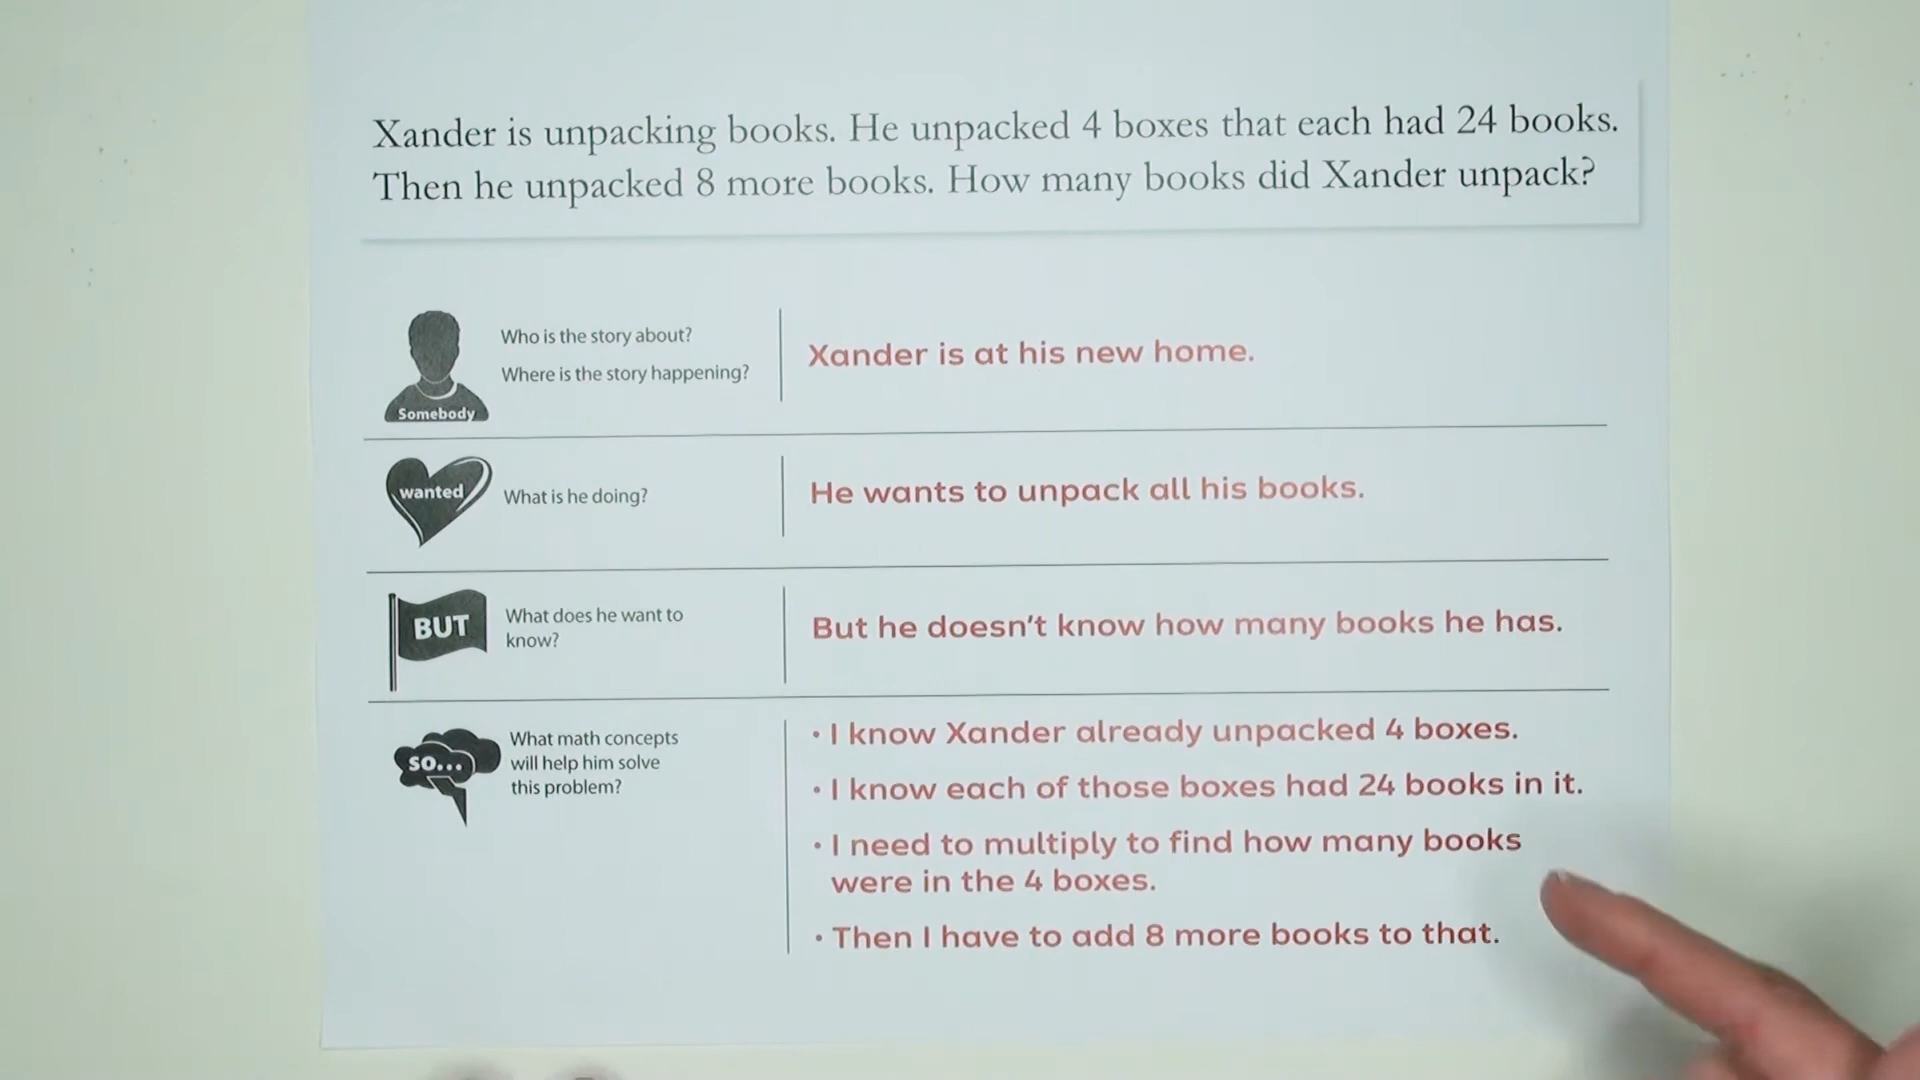 Xander is unpacking books. He unpacked 4 boxes that each had 24 books.
Then he unpacked 8 more books. How many books did Xander unpack?
Who is the story about?
Where is the story happening?
Somebody
Xander is at his new home.
wanted
What is he doing?
He wants to unpack all his books.
BUT
What does he want to
know?
But he doesn't know how many books he has.
SO...
What math concepts
will help him solve
this problem?
• I know Xander already unpacked 4 boxes.
• I know each of those boxes had 24 books in it.
• I need to multiply to find how many books
were in the 4 boxes.
• Then I have to add 8 more books to that.